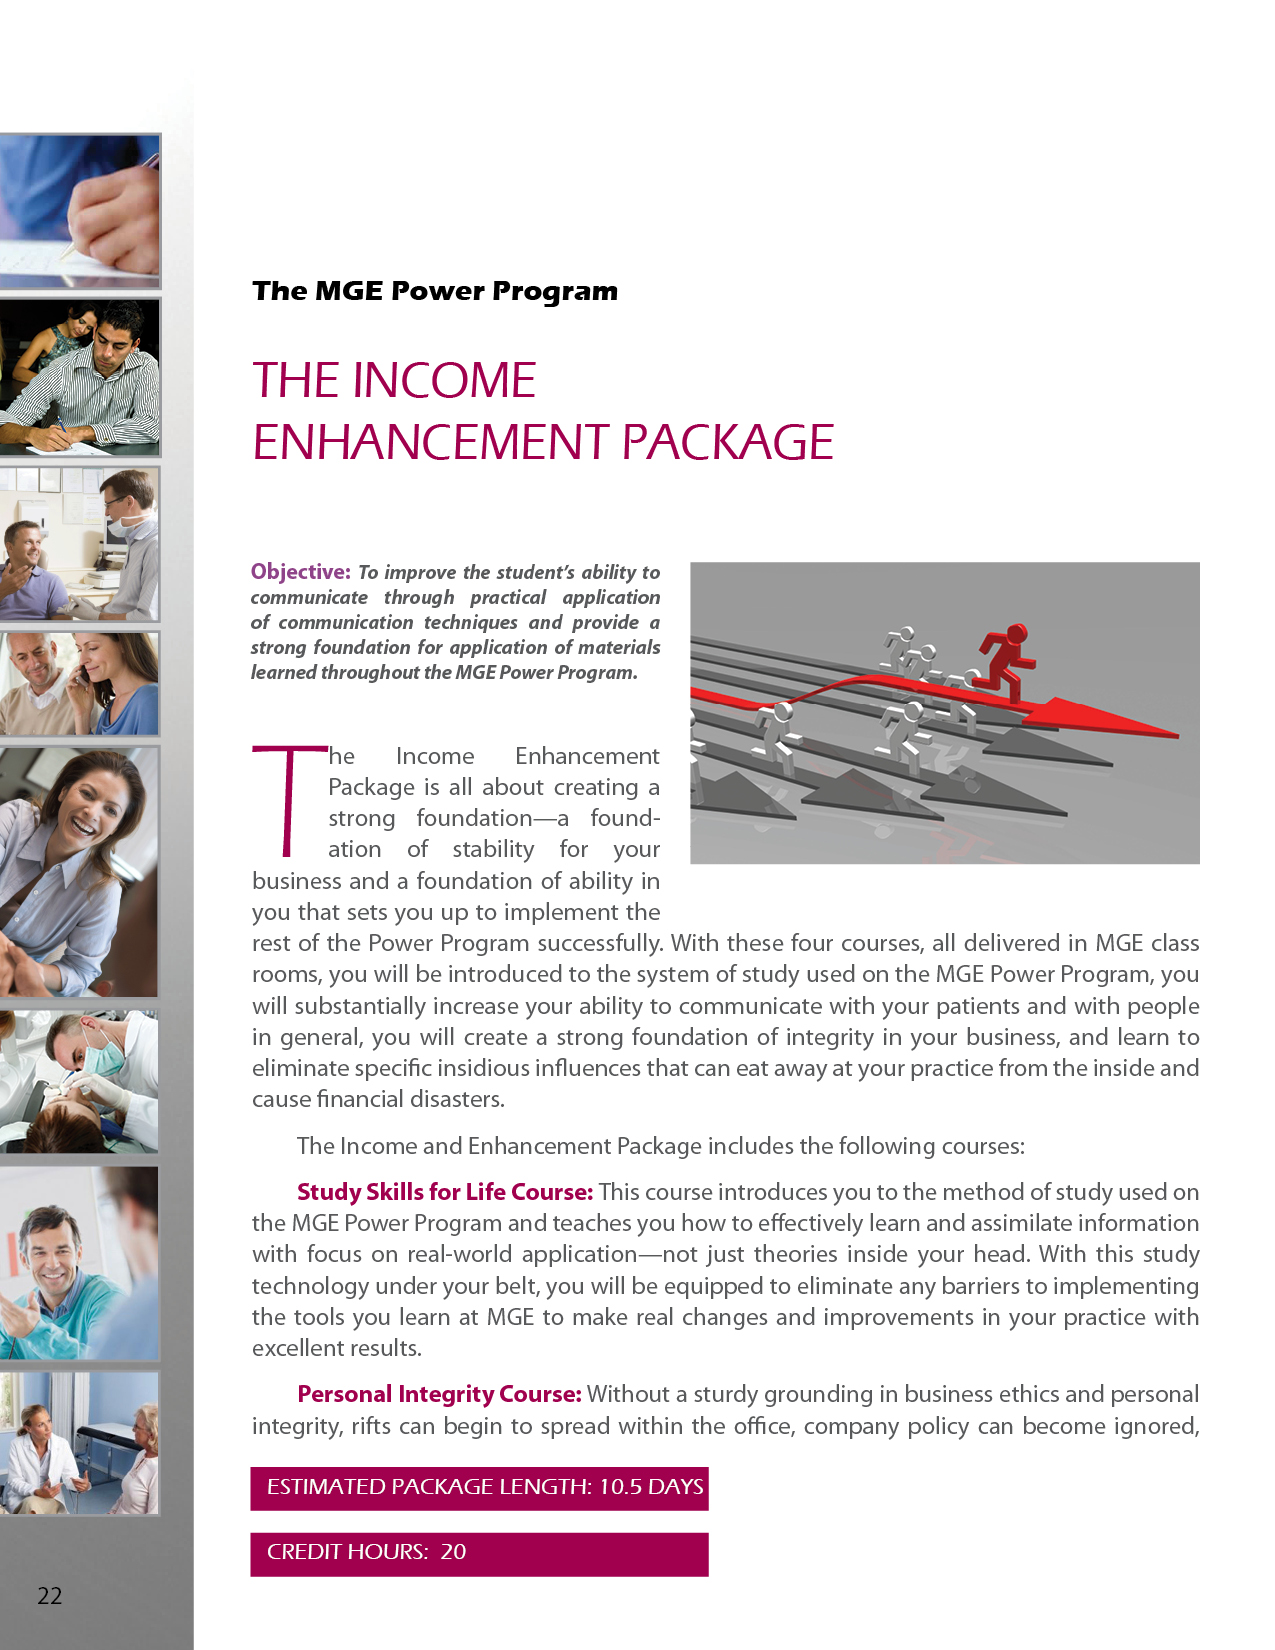 The MGE Power Program
THE INCOME
ENHANCEMENT PACKAGE
Objective: To improve the student's ability to
communicate through practical application
of communication techniques and provide a
strong foundation for application of materials
learned throughout the MGE Power Program.
The Income Enhancement
Package is all about creating a
strong foundation—a found-
ation of stability for your
business and a foundation of ability in
you that sets you up to implement the
rest of the Power Program successfully. With these four courses, all delivered in MGE class
rooms, you will be introduced to the system of study used on the MGE Power Program, you
will substantially increase your ability to communicate with your patients and with people
in general, you will create a strong foundation of integrity in your business, and learn to
eliminate specific insidious influences that can eat away at your practice from the inside and
cause financial disasters.
The Income and Enhancement Package includes the following courses:
Study Skills for Life Course: This course introduces you to the method of study used on
the MGE Power Program and teaches you how to effectively learn and assimilate information
with focus on real-world application—not just theories inside your head. With this study
technology under your belt, you will be equipped to eliminate any barriers to implementing
the tools you learn at MGE to make real changes and improvements in your practice with
excellent results.
Personal Integrity Course: Without a sturdy grounding in business ethics and personal
integrity, rifts can begin to spread within the office, company policy can become ignored,
ESTIMATED PACKAGE LENGTH: 10.5 DAYS
CREDIT HOURS: 20
22